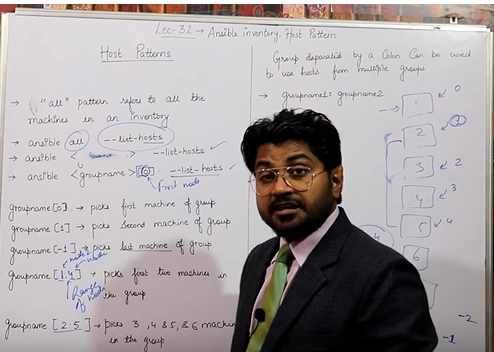 Lec-32 → Ansible inventory, Host Pattern
Host Patterns
→ "all" pattern refers to all the
machines in an inventory
→ ansible all --list-hosts
→ ansible < > --list-hosts
→ ansible <groupname>[0] --list-hosts
First node
groupname [0] → picks first machine of group
groupname [1] → picks second machine of group
groupname [-1] → picks last machine of group
groupname [1:4] → picks first two machines in
the group
Range
of Nodes
groupname [2:5] → picks 3, 4 & 5, & 6 machin
in the group
Group separated by a Colon Can be used
to use hosts from multiple groups
→ groupname1: groupname2
1 0
2 1
3 2
4 3
5 4
6
-2
-1